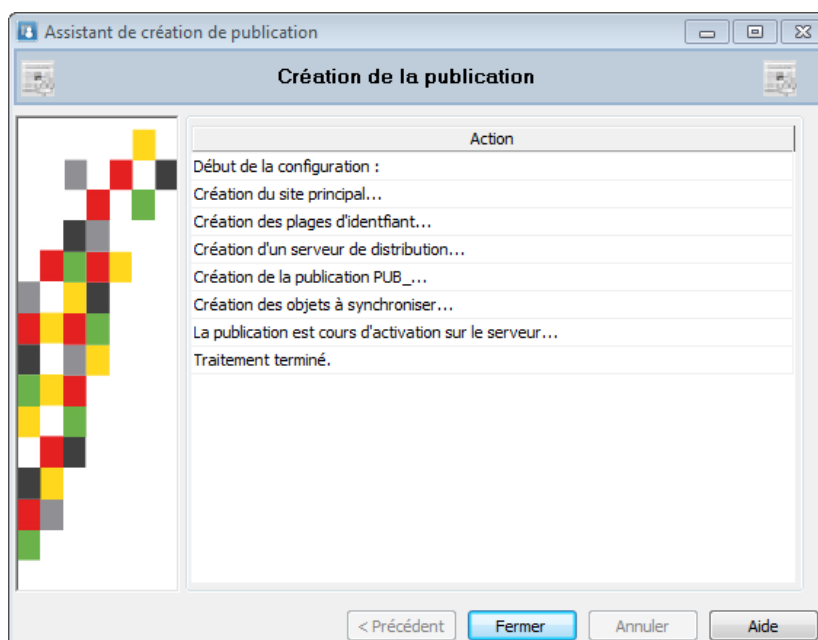 Assistant de création de publication
Création de la publication
Action
Début de la configuration :
Création du site principal...
Création des plages d'identfiant...
Création d'un serveur de distribution...
Création de la publication PUB_...
Création des objets à synchroniser...
La publication est cours d'activation sur le serveur...
Traitement terminé.
< Précédent
Fermer
Annuler
Aide